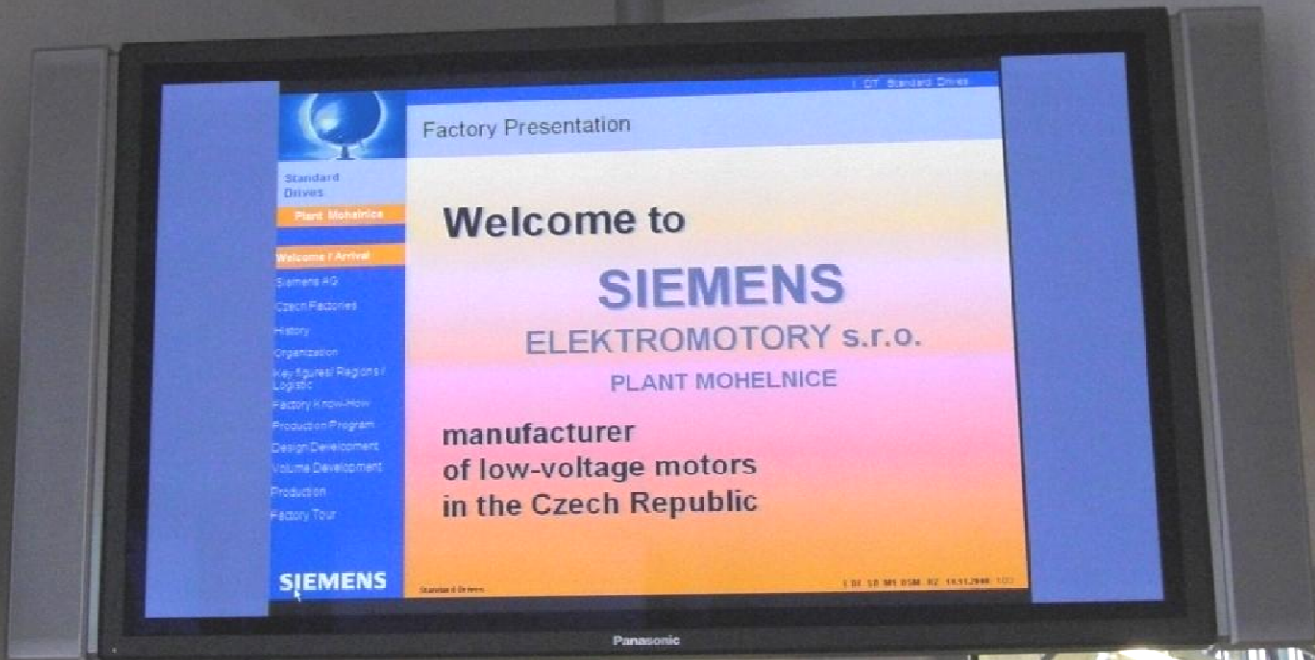 I DT Standard Drives
Factory Presentation
Standard
Drives
Plant Mohelnice
Welcome / Arrival
Siemens AG
Czech Factories
History
Organization
Key figures/ Regions /
Logistic
Factory Know-How
Production Program
Design Development
Volume Development
Production
Factory Tour
SIEMENS
Welcome to
SIEMENS
ELEKTROMOTORY s.r.o.
PLANT MOHELNICE
manufacturer
of low-voltage motors
in the Czech Republic
Standard Drives
Panasonic